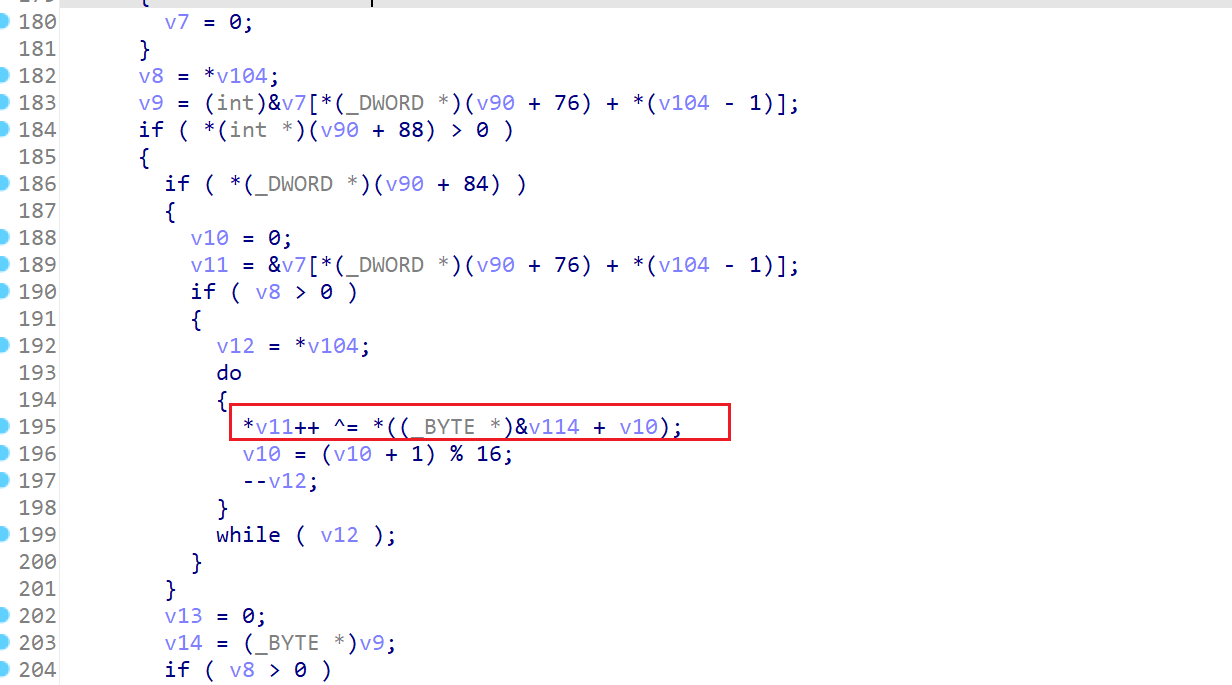 180 v7 = 0;
181 }
182 v8 = *v104;
183 v9 = (int)&v7[*(_DWORD *)(v90 + 76) + *(v104 - 1)];
184 if ( *(int *)(v90 + 88) > 0 )
185 {
186 if ( *(_DWORD *)(v90 + 84) )
187 {
188 v10 = 0;
189 v11 = &v7[*(_DWORD *)(v90 + 76) + *(v104 - 1)];
190 if ( v8 > 0 )
191 {
192 v12 = *v104;
193 do
194 {
195 *v11++ ^= *((_BYTE *)&v114 + v10);
196 v10 = (v10 + 1) % 16;
197 --v12;
198 }
199 while ( v12 );
200 }
201 }
202 v13 = 0;
203 v14 = (_BYTE *)v9;
204 if ( v8 > 0 )